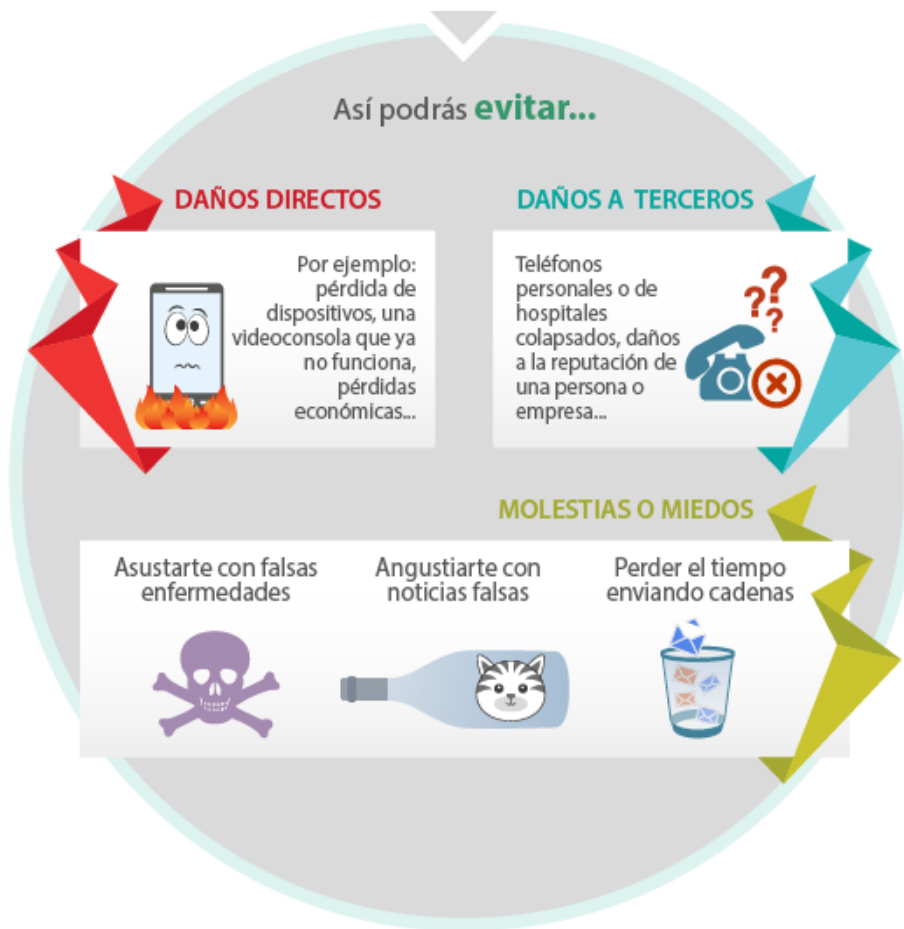 Así podrás evitar...
DAÑOS DIRECTOS
Por ejemplo:
pérdida de
dispositivos, una
videoconsola que ya
no funciona,
pérdidas
económicas...
DAÑOS A TERCEROS
Teléfonos
personales o de
hospitales
colapsados, daños
a la reputación de
una persona o
empresa...
MOLESTIAS O MIEDOS
Asustarte con falsas
enfermedades
Angustiarte con
noticias falsas
Perder el tiempo
enviando cadenas